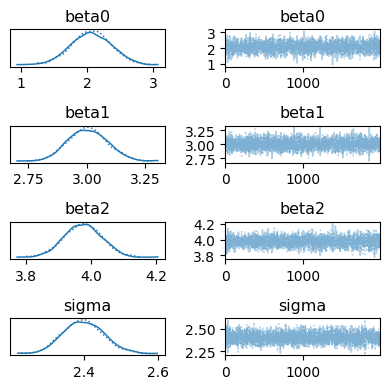 beta0 beta0
3
2
1
1 2 3 0 1000
beta1 beta1
3.25
3.00
2.75
2.75 3.00 3.25 0 1000
beta2 beta2
4.2
4.0
3.8
3.8 4.0 4.2 0 1000
sigma sigma
2.50
2.25
2.4 2.6 0 1000